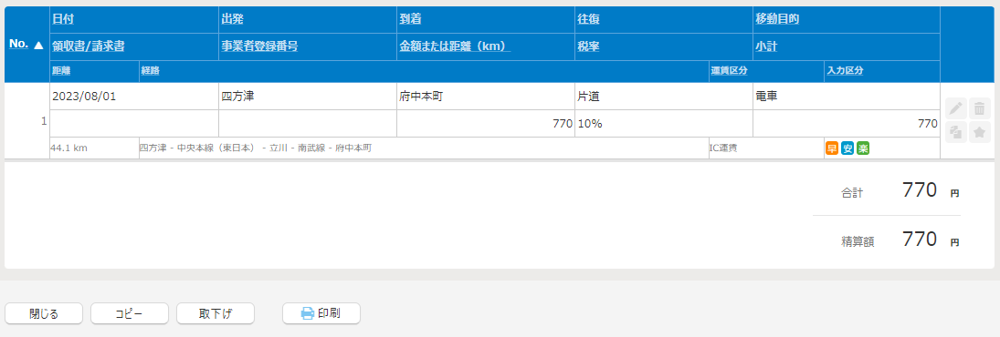 日付 出発 到着 往復 移動目的
No. ▲ 領収書/請求書 事業者登録番号 金額または距離（km） 税率 小計
距離 経路 運賃区分 入力区分
2023/08/01 四方津 府中本町 片道 電車
1 770 10% 770
44.1 km 四方津 - 中央本線（東日本） - 立川 - 南武線 - 府中本町 IC運賃 早 安 楽
合計 770 円
精算額 770 円
閉じる コピー 取下げ 印刷